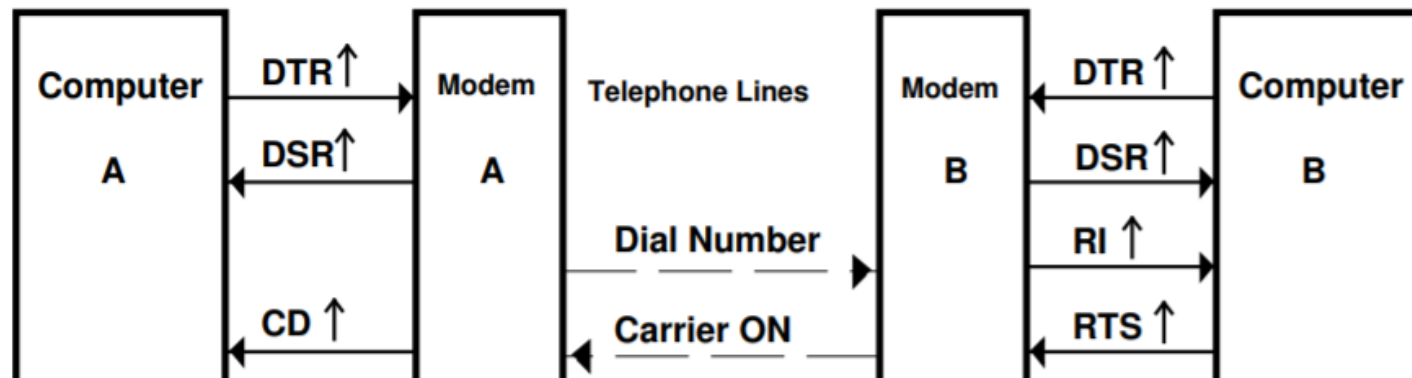 Computer A
DTR↑
DSR↑
CD ↑
Modem A
Telephone Lines
Dial Number
Carrier ON
Modem B
DTR↑
DSR↑
RI ↑
RTS ↑
Computer B